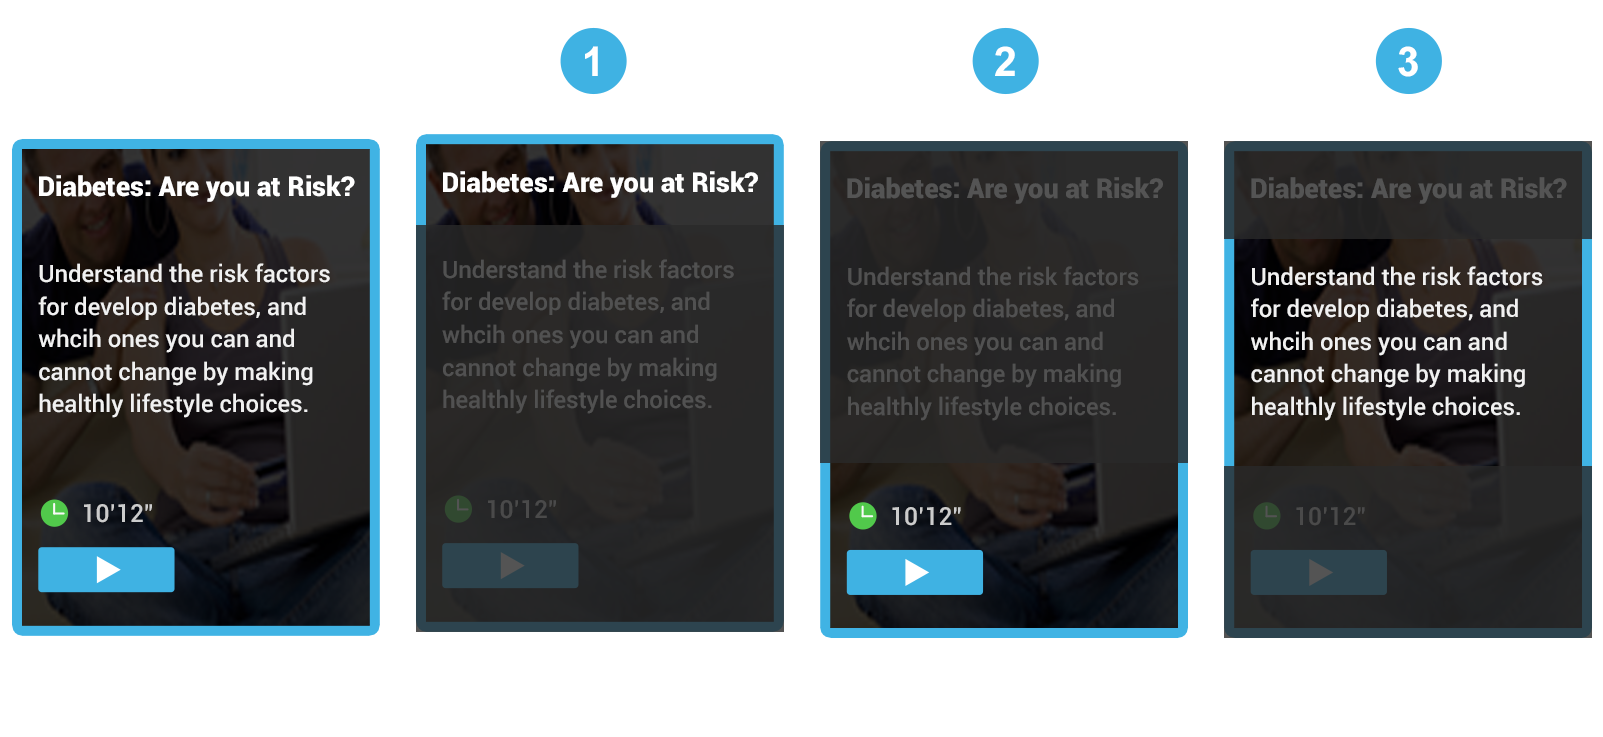 1
2
3
Diabetes: Are you at Risk?
Understand the risk factors
for develop diabetes, and
whcih ones you can and
cannot change by making
healthly lifestyle choices.
10'12"
Diabetes: Are you at Risk?
Understand the risk factors
for develop diabetes, and
whcih ones you can and
cannot change by making
healthly lifestyle choices.
10'12"
Diabetes: Are you at Risk?
Understand the risk factors
for develop diabetes, and
whcih ones you can and
cannot change by making
healthly lifestyle choices.
10'12"
Diabetes: Are you at Risk?
Understand the risk factors
for develop diabetes, and
whcih ones you can and
cannot change by making
healthly lifestyle choices.
10'12"